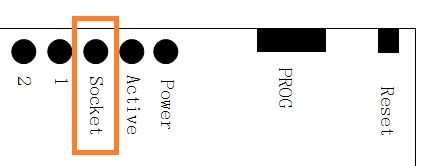 2
1
Socket
Active
Power
PROG
Reset